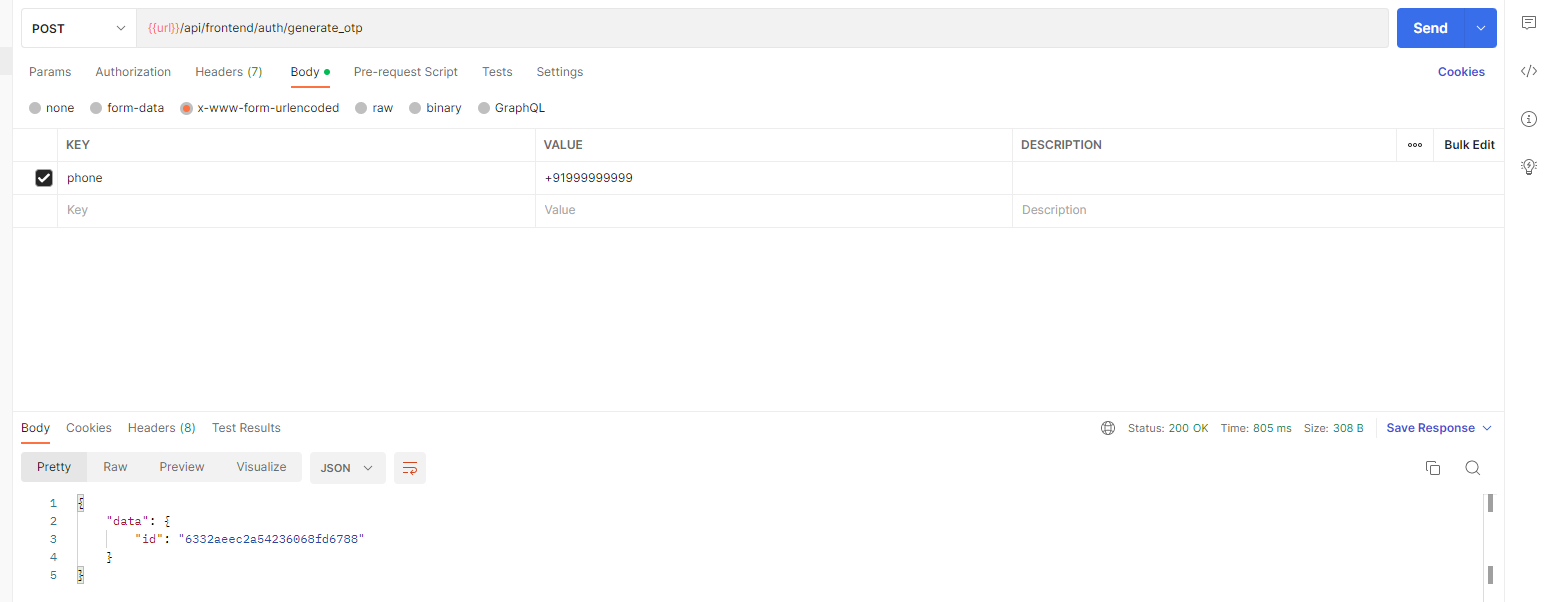 POST {{url}}/api/frontend/auth/generate_otp Send
Params Authorization Headers (7) Body Pre-request Script Tests Settings Cookies
none form-data x-www-form-urlencoded raw binary GraphQL
KEY VALUE DESCRIPTION Bulk Edit
phone +91999999999
Key Value Description
Body Cookies Headers (8) Test Results Status: 200 OK Time: 805 ms Size: 308 B Save Response
Pretty Raw Preview Visualize JSON
1 {
2 "data": {
3 "id": "6332aeec2a54236068fd6788"
4 }
5 }